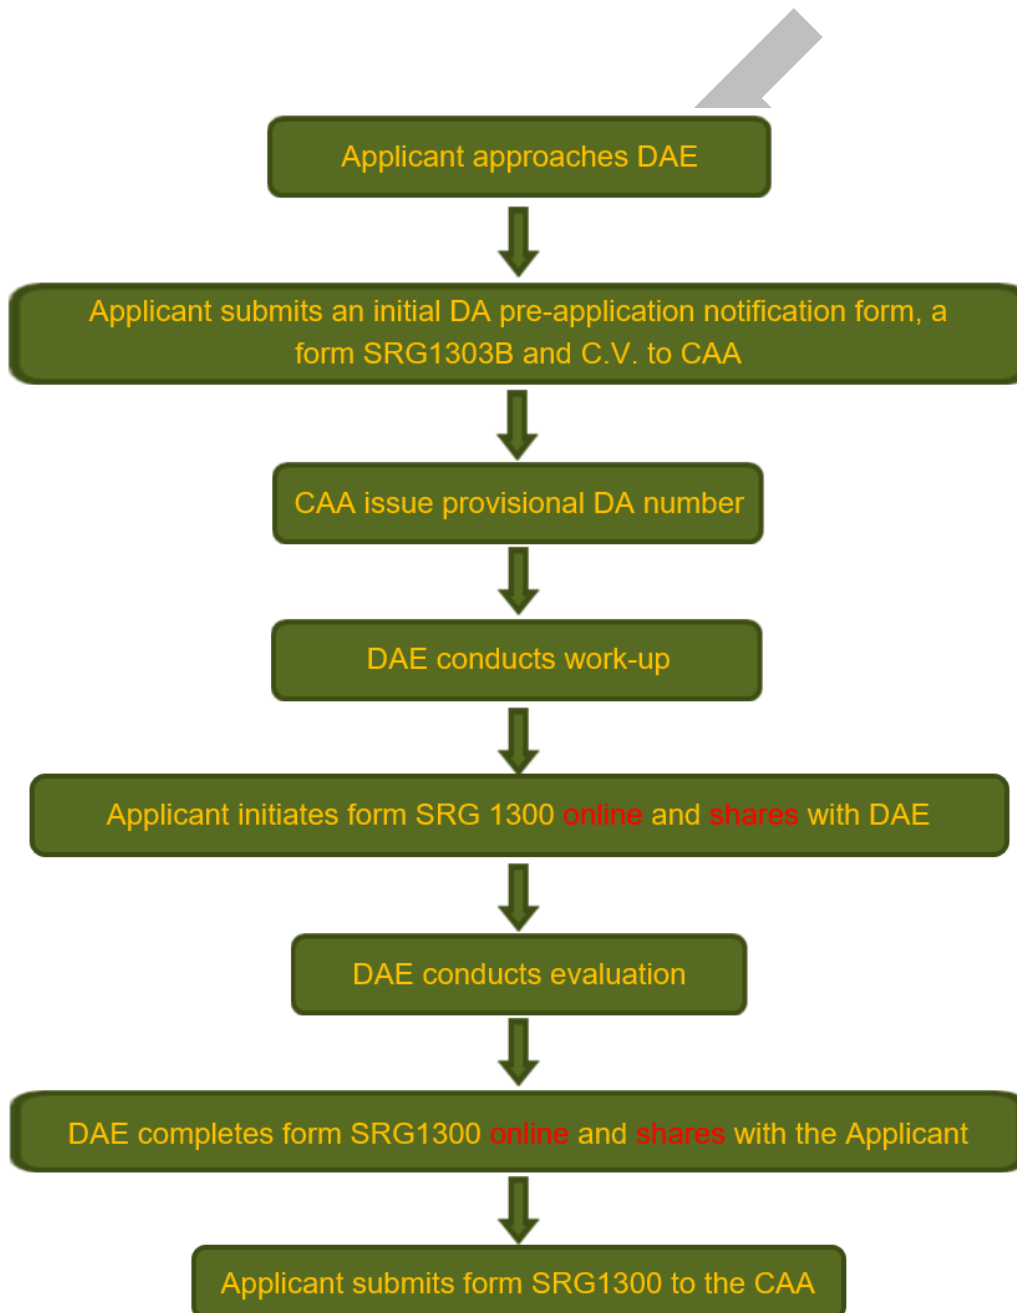 Applicant approaches DAE
Applicant submits an initial DA pre-application notification form, a
form SRG1303B and C.V. to CAA
CAA issue provisional DA number
DAE conducts work-up
Applicant initiates form SRG 1300 online and shares with DAE
DAE conducts evaluation
DAE completes form SRG1300 online and shares with the Applicant
Applicant submits form SRG1300 to the CAA